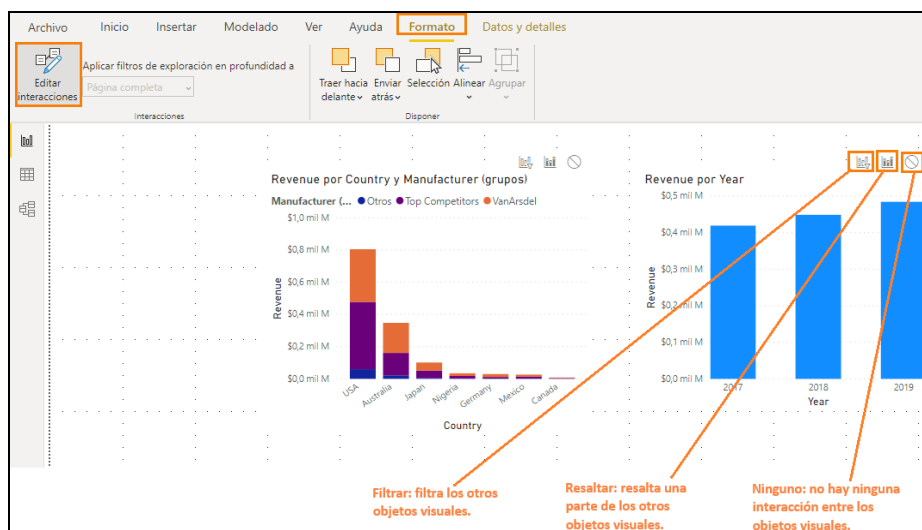 Archivo Inicio Insertar Modelado Ver Ayuda Formato Datos y detalles
Editar interacciones
Aplicar filtros de exploración en profundidad a
Página completa
Interacciones
Traer hacia delante
Enviar atrás
Selección
Alinear
Agrupar
Disponer
Revenue por Country y Manufacturer (grupos)
Manufacturer (... Otros Top Competitors VanArsdel
$1,0 mil M
$0,8 mil M
$0,6 mil M
$0,4 mil M
$0,2 mil M
$0,0 mil M
Revenue
USA Australia Japan Nigeria Germany Mexico Canada
Country
Revenue por Year
$0,5 mil M
$0,4 mil M
$0,3 mil M
$0,2 mil M
$0,1 mil M
$0,0 mil M
Revenue
2017 2018 2019
Year
Filtrar: filtra los otros
objetos visuales.
Resaltar: resalta una
parte de los otros
objetos visuales.
Ninguno: no hay ninguna
interacción entre los
objetos visuales.